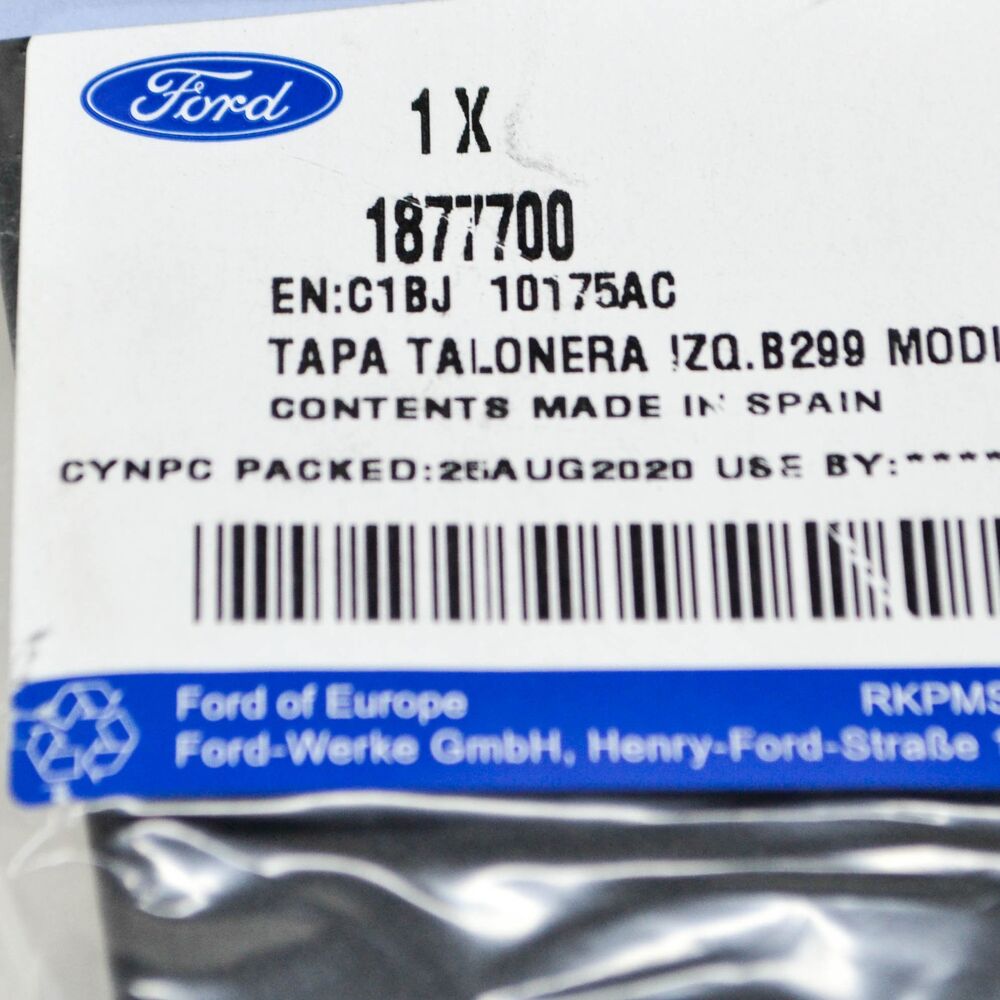 Ford
1 X
1877700
EN:C1BJ 10175AC
TAPA TALONERA IZQ.B299 MODI
CONTENTS MADE IN SPAIN
CYNPC PACKED:25AUG2020 USE BY:****
Ford of Europe RKPMS
Ford-Werke GmbH, Henry-Ford-Straße 1